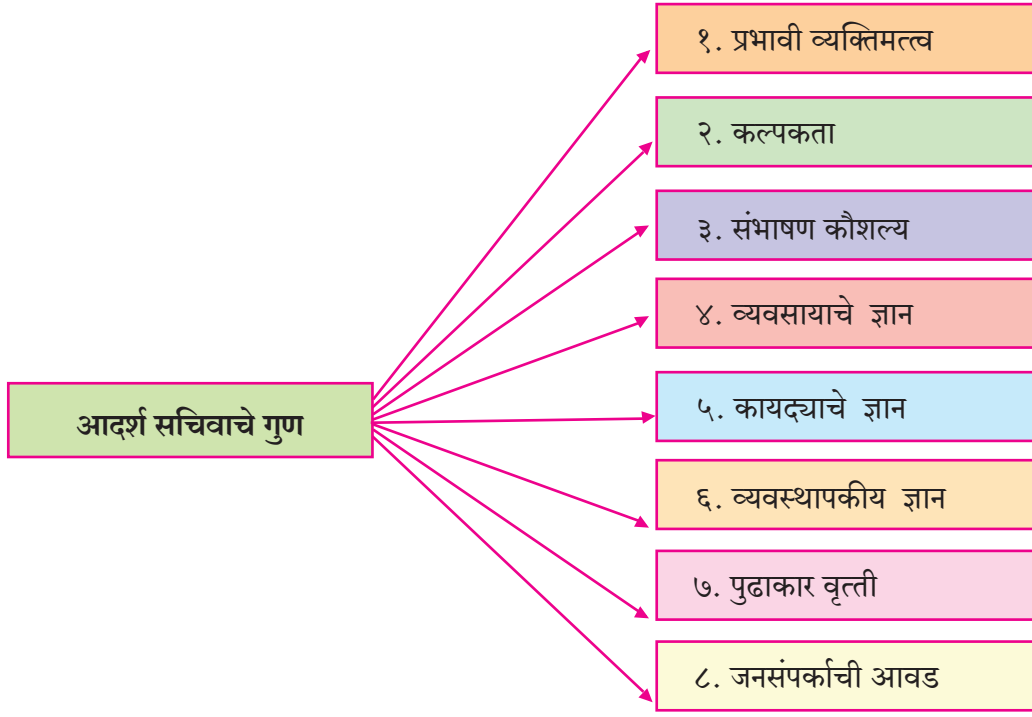 १. प्रभावी व्यक्तिमत्त्व
२. कल्पकता
३. संभाषण कौशल्य
४. व्यवसायाचे ज्ञान
आदर्श सचिवाचे गुण
५. कायद्याचे ज्ञान
६. व्यवस्थापकीय ज्ञान
७. पुढाकार वृत्ती
८. जनसंपर्काची आवड